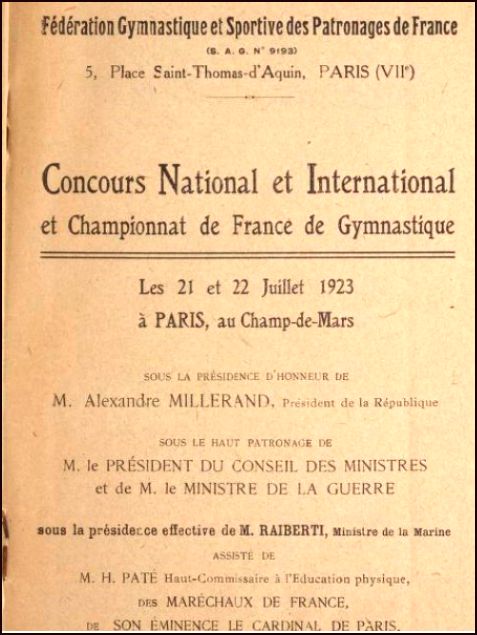 Fédération Gymnastique et Sportive des Patronages de France
(S. A. G. N° 9193)
5, Place Saint-Thomas-d'Aquin, PARIS (VIIe)
Concours National et International
et Championnat de France de Gymnastique
Les 21 et 22 Juillet 1923
à PARIS, au Champ-de-Mars
SOUS LA PRÉSIDENCE D'HONNEUR DE
M. Alexandre MILLERAND, Président de la République
SOUS LE HAUT PATRONAGE DE
M. le PRÉSIDENT DU CONSEIL DES MINISTRES
et de M. le MINISTRE DE LA GUERRE
sous la présidence effective de M. RAIBERTI, Ministre de la Marine
ASSISTÉ DE
M. H. PATÉ Haut-Commissaire à l'Education physique,
DES MARÉCHAUX DE FRANCE,
DE SON ÉMINENCE LE CARDINAL DE PARIS.